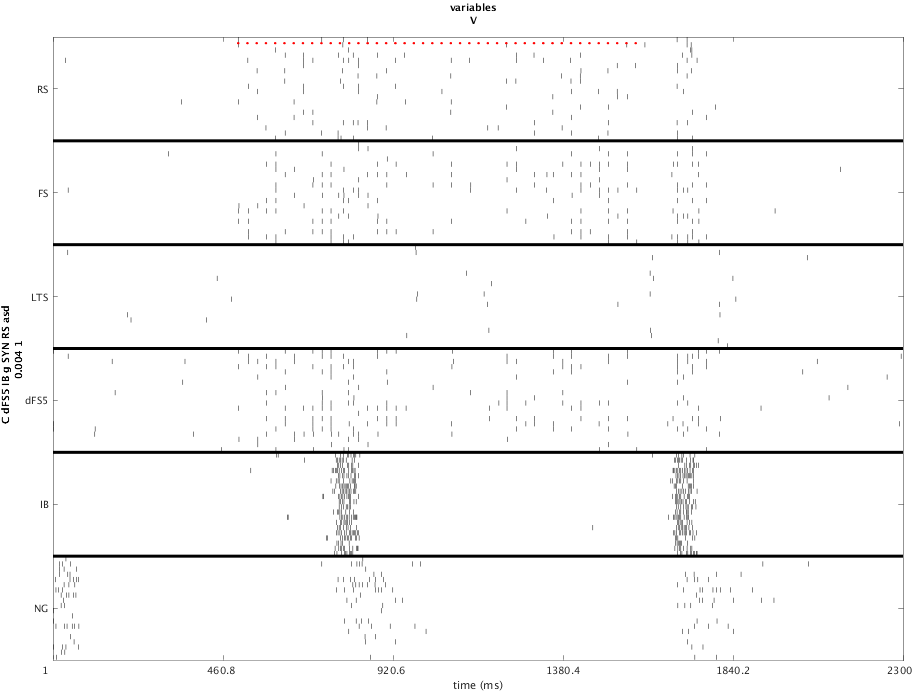 variables
V
RS
FS
LTS
dFS5
IB
NG
C dFS5 IB g SYN RS asd
0.004 1
1
460.8
920.6
1380.4
1840.2
2300
time (ms)